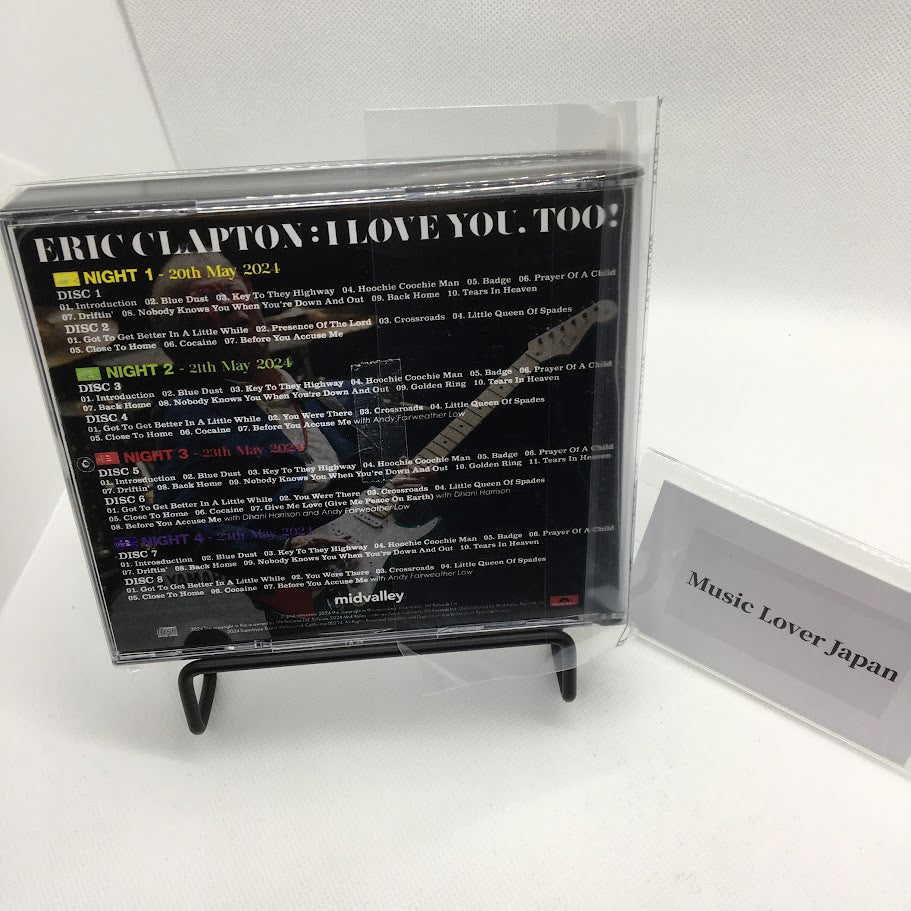 ERIC CLAPTON : I LOVE YOU, TOO!
NIGHT 1 - 20th May 2024
DISC 1
01. Introduction 02. Blue Dust 03. Key To They Highway 04. Hoochie Coochie Man 05. Badge 06. Prayer Of A Child
07. Driftin' 08. Nobody Knows You When You're Down And Out 09. Back Home 10. Tears In Heaven
DISC 2
01. Got To Get Better In A Little While 02. Presence Of The Lord 03. Crossroads 04. Little Queen Of Spades
05. Close To Home 06. Cocaine 07. Before You Accuse Me
NIGHT 2 - 21th May 2024
DISC 3
01. Introduction 02. Blue Dust 03. Key To They Highway 04. Hoochie Coochie Man 05. Badge 06. Prayer Of A Child
07. Back Home 08. Nobody Knows You When You're Down And Out 09. Golden Ring 10. Tears In Heaven
DISC 4
01. Got To Get Better In A Little While 02. You Were There 03. Crossroads 04. Little Queen Of Spades
05. Close To Home 06. Cocaine 07. Before You Accuse Me with Andy Fairweather Low
NIGHT 3 - 23th May 2024
DISC 5
01. Introduction 02. Blue Dust 03. Key To They Highway 04. Hoochie Coochie Man 05. Badge 06. Prayer Of A Child
07. Driftin' 08. Back Home 09. Nobody Knows You When You're Down And Out 10. Golden Ring 11. Tears In Heaven
DISC 6
01. Got To Get Better In A Little While 02. You Were There 03. Crossroads 04. Little Queen Of Spades
05. Close To Home 06. Cocaine 07. Give Me Love (Give Me Peace On Earth) with Dhani Harrison
08. Before You Accuse Me with Dhani Harrison and Andy Fairweather Low
NIGHT 4 - 24th May 2024
DISC 7
01. Introduction 02. Blue Dust 03. Key To They Highway 04. Hoochie Coochie Man 05. Badge 06. Prayer Of A Child
07. Driftin' 08. Back Home 09. Nobody Knows You When You're Down And Out 10. Tears In Heaven
DISC 8
01. Got To Get Better In A Little While 02. You Were There 03. Crossroads 04. Little Queen Of Spades
05. Close To Home 06. Cocaine 07. Before You Accuse Me with Andy Fairweather Low
midvalley
Music Lover Japan